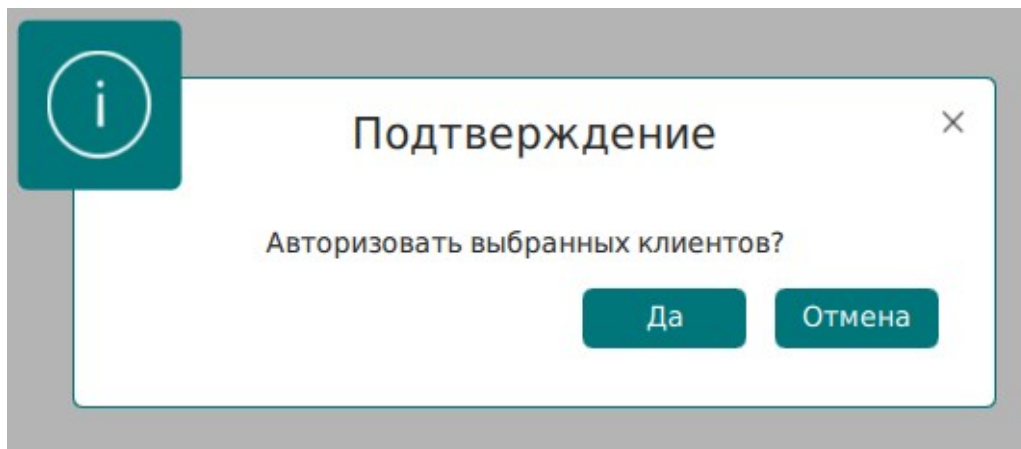 Подтверждение
Авторизовать выбранных клиентов?
Да
Отмена